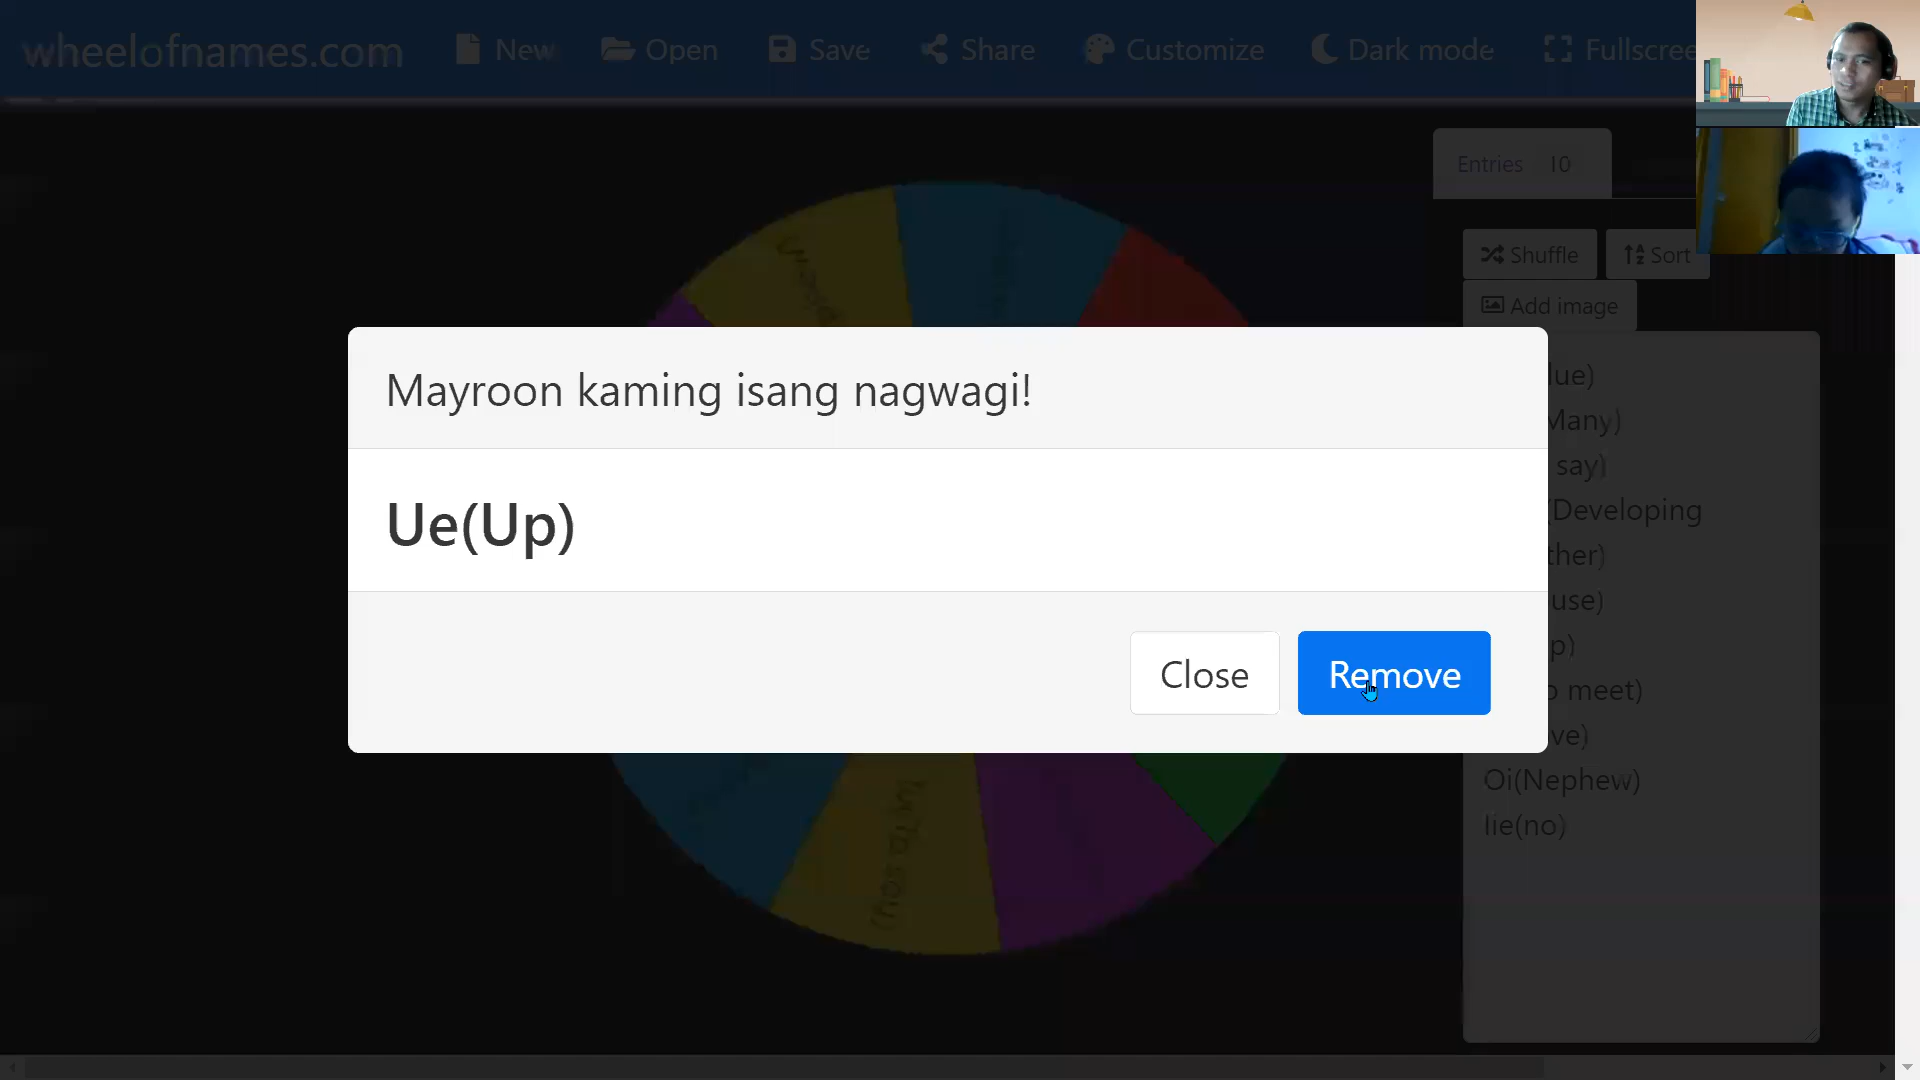 wheelofnames.com New Open Save Share Customize Dark mode Fullscree
Entries 10
Shuffle Sort
Add image
Mayroon kaming isang nagwagi!
Ue(Up)
Close Remove
lue)
Many)
say)
(Developing
ther)
use)
p)
o meet)
ve)
Oi(Nephew)
Iie(no)